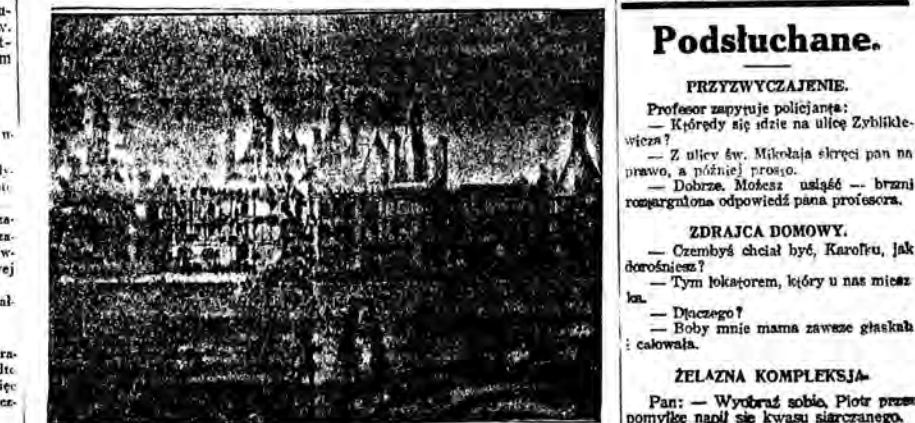 Podsłuchane.
PRZYZWYCZAJENIE.
Profesor zapytuje policjanta:
— Którędy się idzie na ulicę Zyblikie-
wicza?
— Z ulicy św. Mikołaja skręci pan na
prawo, a później prosto.
— Dobrze. Możesz usiąść — brzmi
roztargniona odpowiedź pana profesora.
ZDRAJCA DOMOWY.
— Czembyś chciał być, Karolku, jak
dorośniesz?
— Tym lokatorem, który u nas miesz
ka.
— Dlaczego?
— Boby mnie mama zawsze głaskała
i całowała.
ŻELAZNA KOMPLEKSJA.
Pan: — Wyobraź sobie, Piotr przez
pomyłkę napił się kwasu siarczanego.